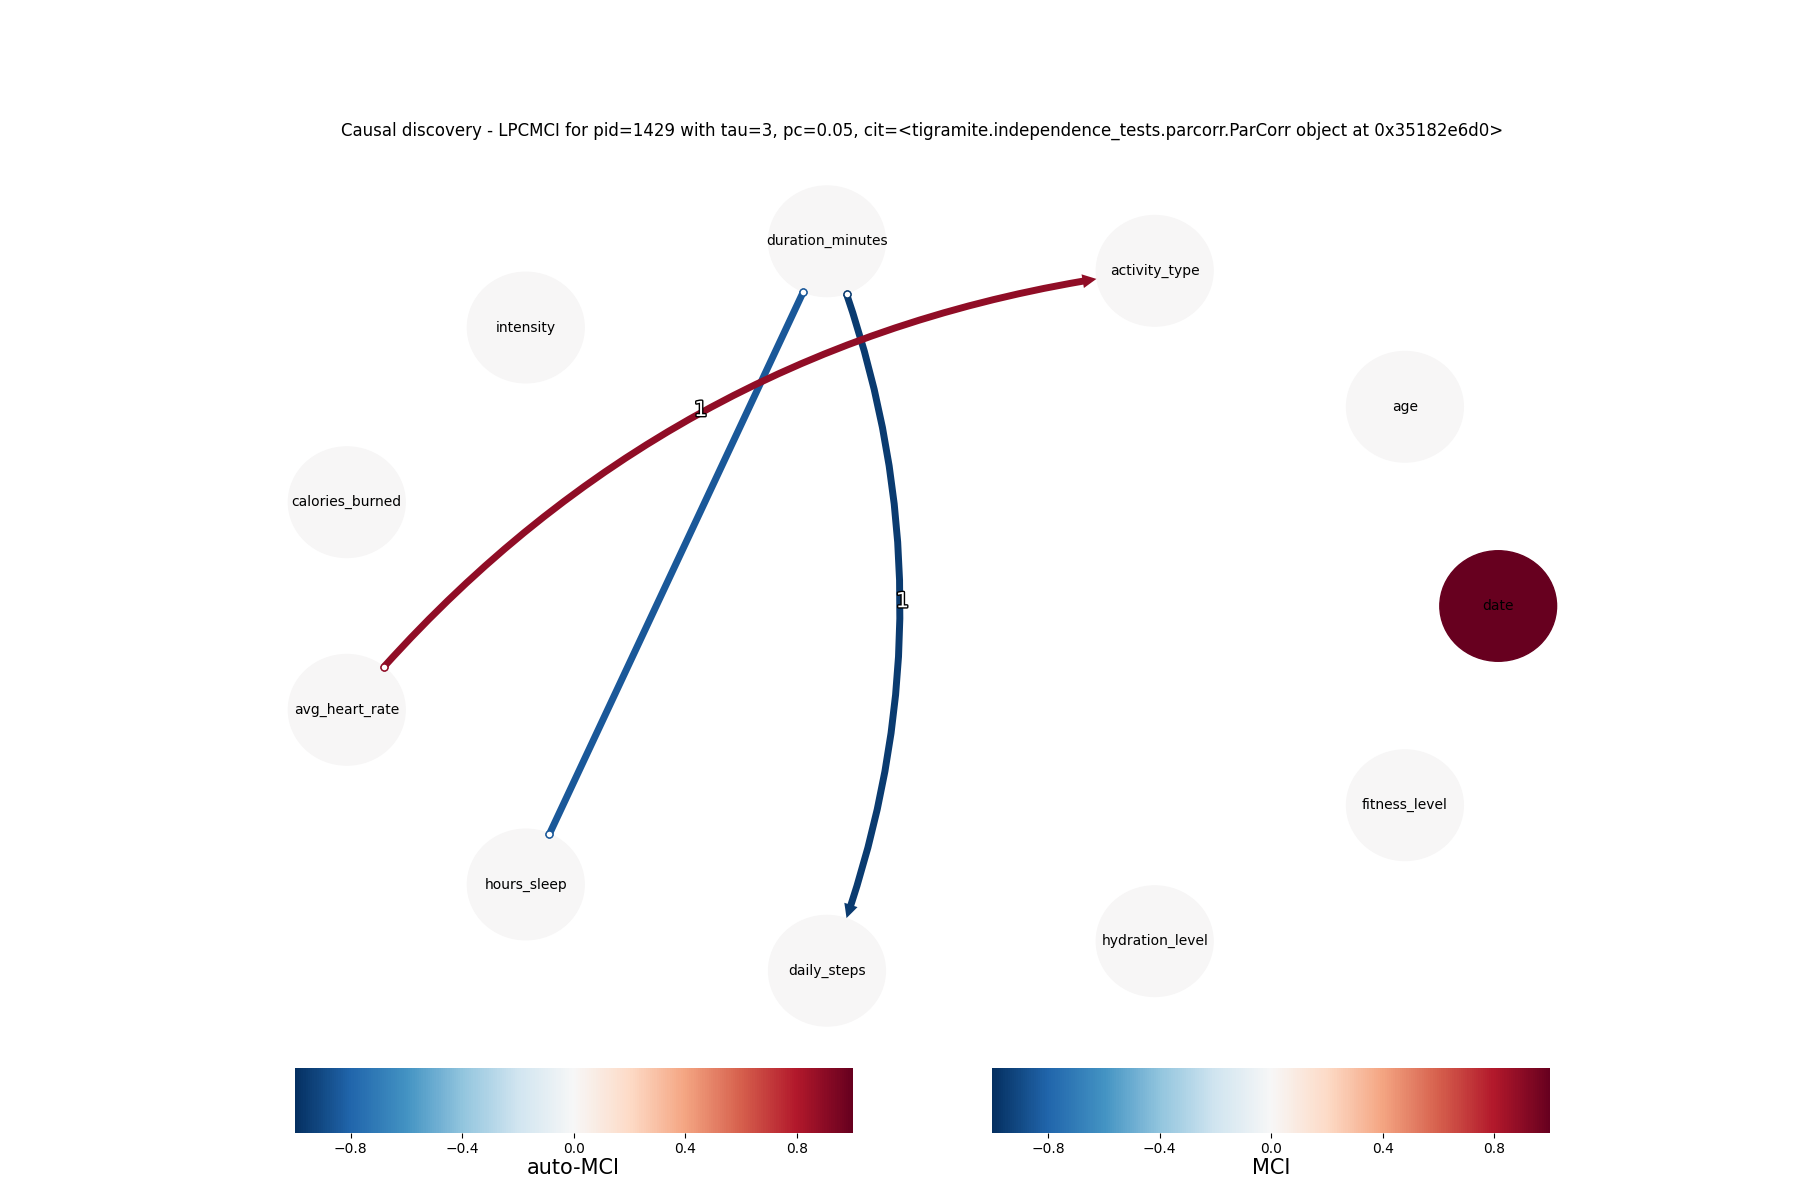 Causal discovery - LPCMCI for pid=1429 with tau=3, pc=0.05, cit=<tigramite.independence_tests.parcorr.ParCorr object at 0x35182e6d0>
duration_minutes
activity_type
intensity
age
1
calories_burned
1
date
avg_heart_rate
fitness_level
hours_sleep
hydration_level
daily_steps
−0.8 −0.4 0.0 0.4 0.8
auto-MCI
−0.8 −0.4 0.0 0.4 0.8
MCI